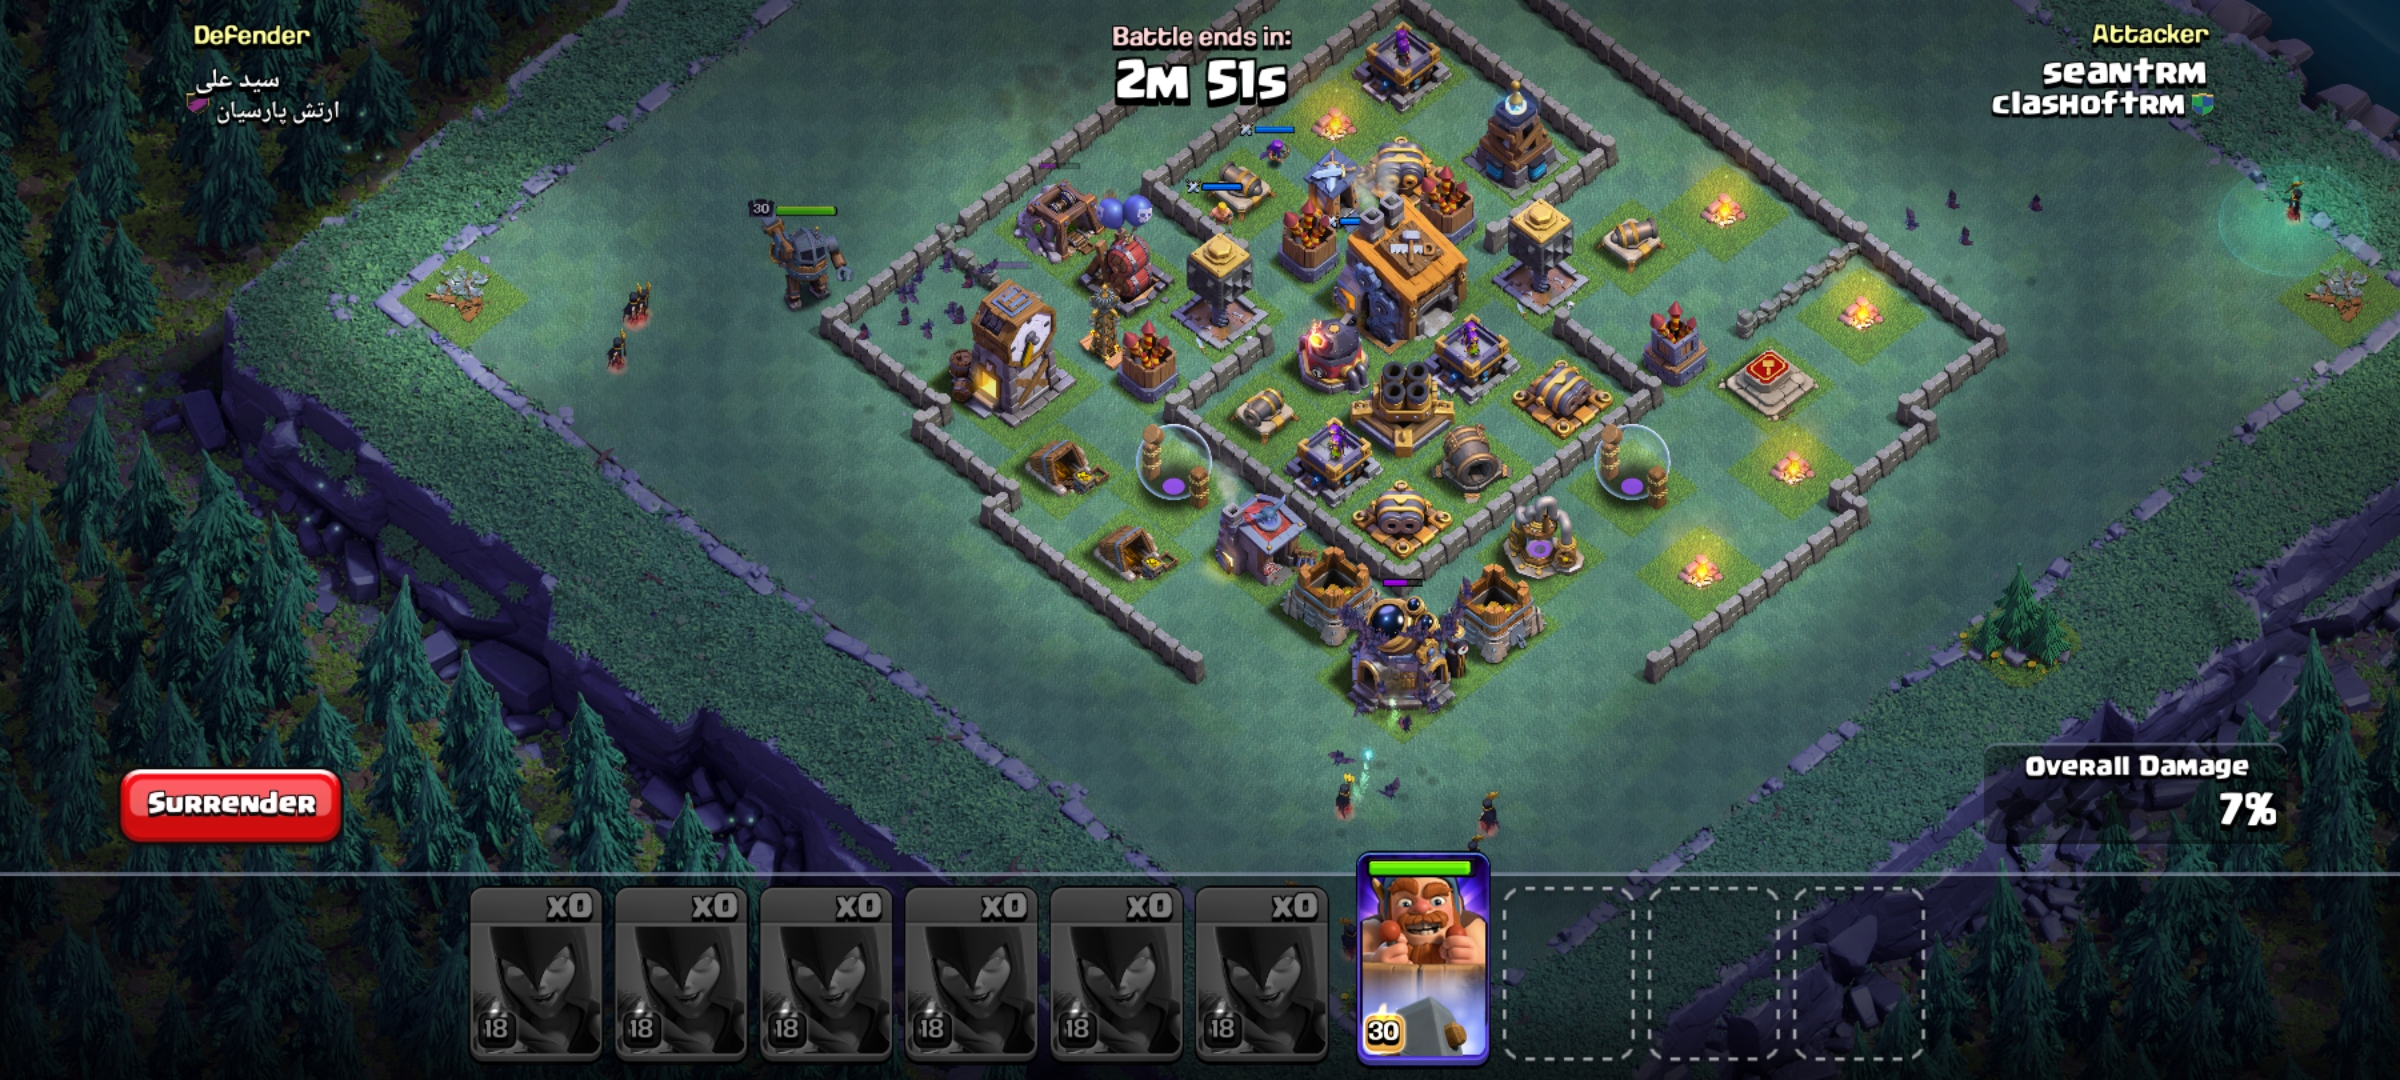 Defender
سید علی
ارتش پارسیان
Battle ends in:
2M 51s
Attacker
seantRM
clashoftRM
30
Surrender
Overall Damage
7%
x0
x0
x0
x0
x0
x0
18
18
18
18
18
18
30